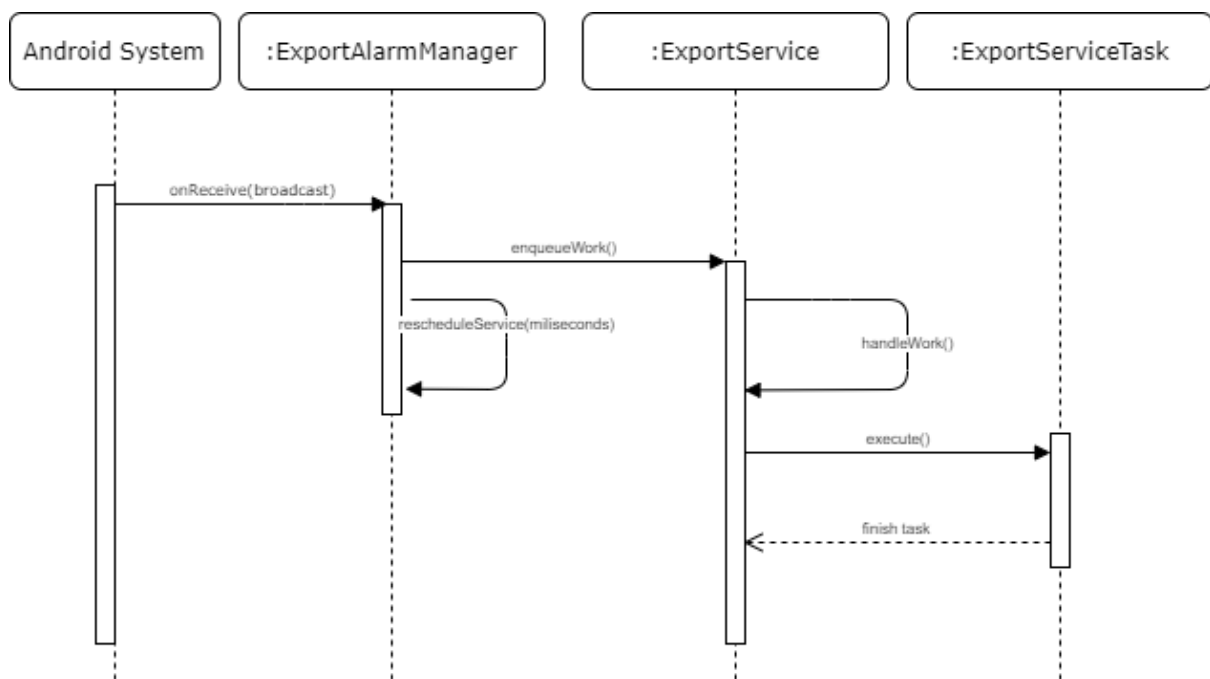 Android System
:ExportAlarmManager
:ExportService
:ExportServiceTask
onReceive(broadcast)
enqueueWork()
rescheduleService(miliseconds)
handleWork()
execute()
finish task